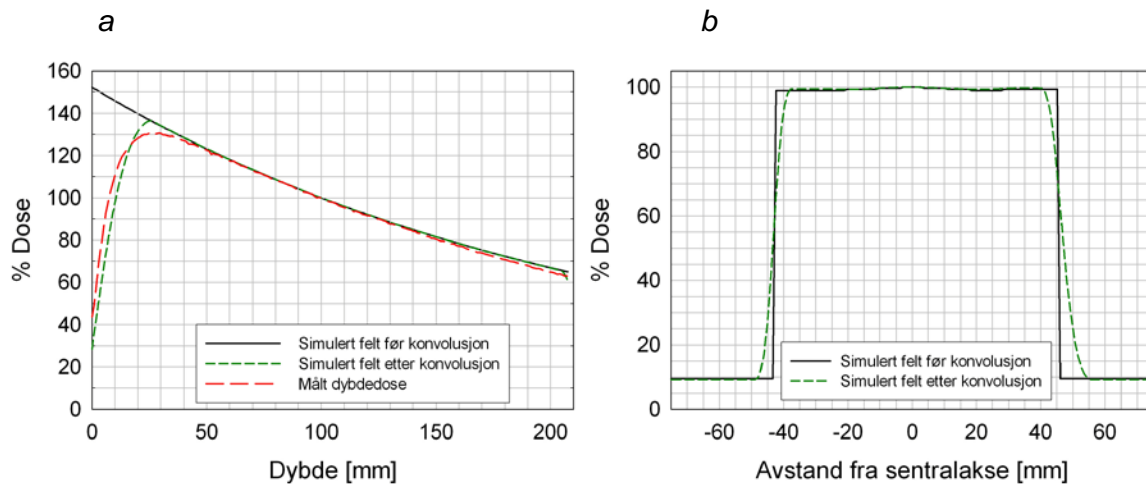 a
b
160
140
120
100
80
60
40
20
0
% Dose
0
50
100
150
200
Dybde [mm]
Simulert felt før konvolusjon
Simulert felt etter konvolusjon
Målt dybdedose
100
80
60
40
20
0
% Dose
-60
-40
-20
0
20
40
60
Avstand fra sentralakse [mm]
Simulert felt før konvolusjon
Simulert felt etter konvolusjon